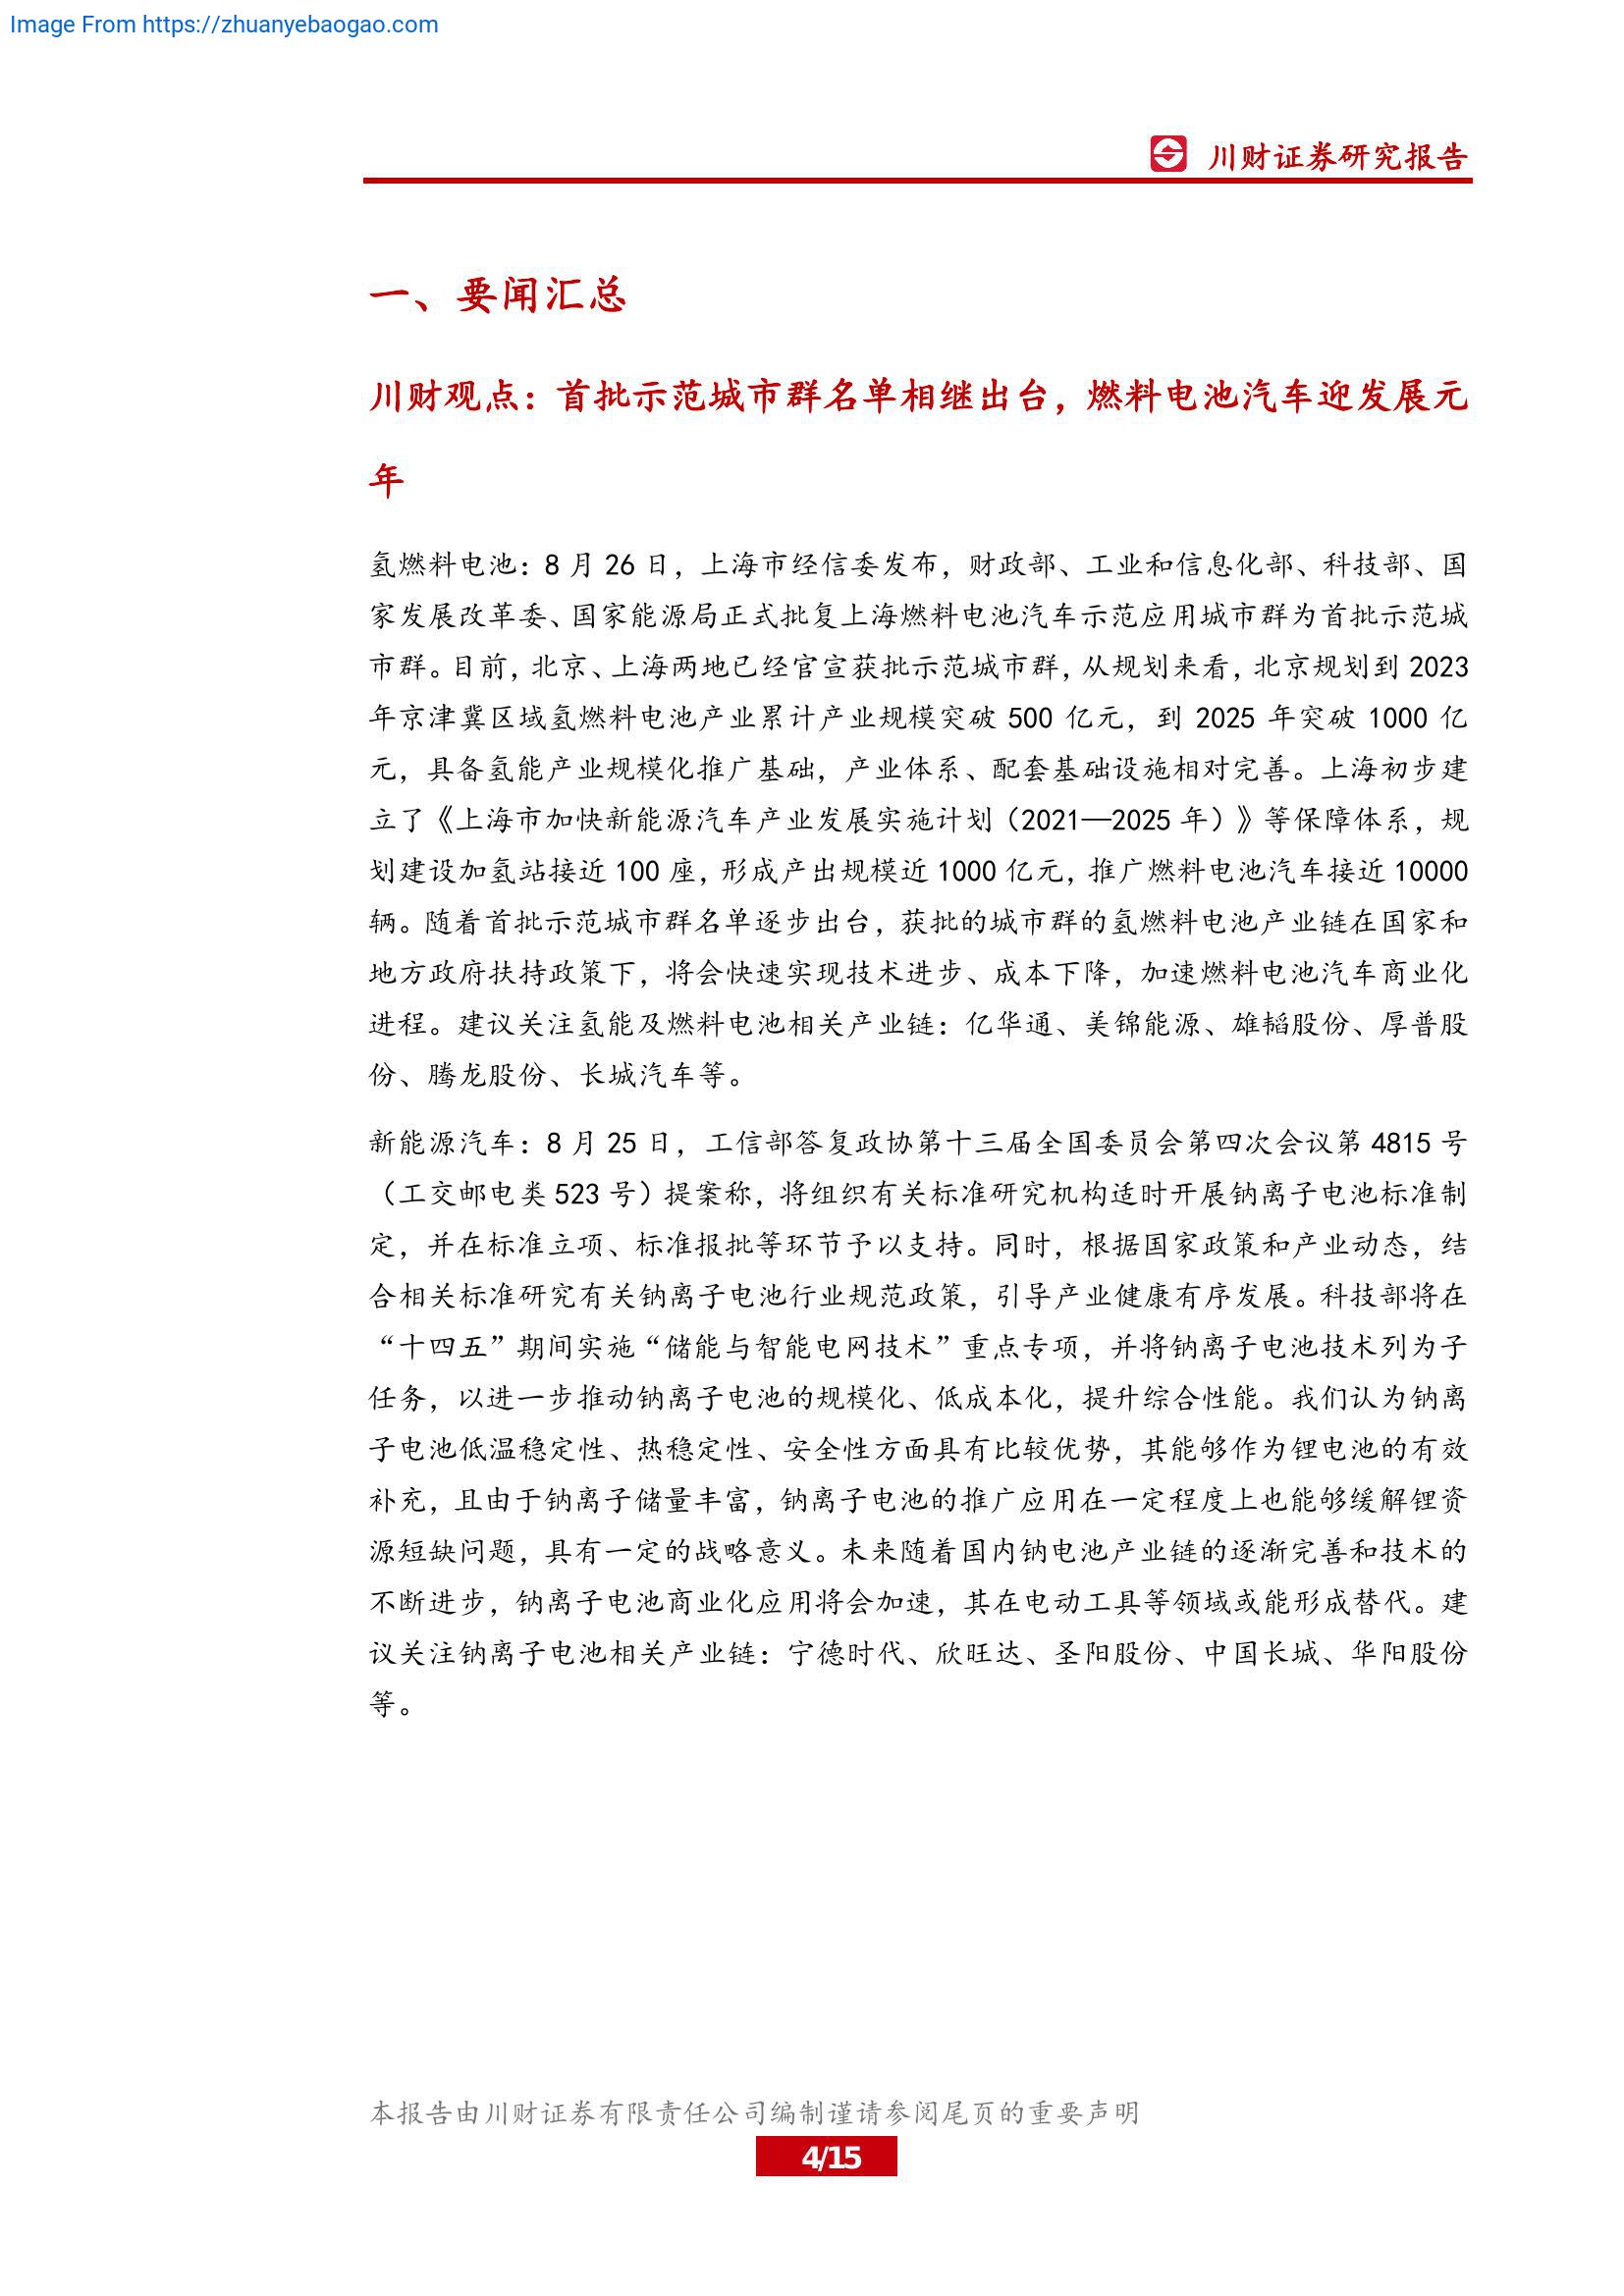 Image From https://zhuanyebaogao.com
川财证券研究报告
一、要闻汇总
川财观点：首批示范城市群名单相继出台，燃料电池汽车迎发展元
年
氢燃料电池：8 月 26 日，上海市经信委发布，财政部、工业和信息化部、科技部、国
家发展改革委、国家能源局正式批复上海燃料电池汽车示范应用城市群为首批示范城
市群。目前，北京、上海两地已经官宣获批示范城市群，从规划来看，北京规划到 2023
年京津冀区域氢燃料电池产业累计产业规模突破 500 亿元，到 2025 年突破 1000 亿
元，具备氢能产业规模化推广基础，产业体系、配套基础设施相对完善。上海初步建
立了《上海市加快新能源汽车产业发展实施计划（2021—2025 年）》等保障体系，规
划建设加氢站接近 100 座，形成产出规模近 1000 亿元，推广燃料电池汽车接近 10000
辆。随着首批示范城市群名单逐步出台，获批的城市群的氢燃料电池产业链在国家和
地方政府扶持政策下，将会快速实现技术进步、成本下降，加速燃料电池汽车商业化
进程。建议关注氢能及燃料电池相关产业链：亿华通、美锦能源、雄韬股份、厚普股
份、腾龙股份、长城汽车等。
新能源汽车：8 月 25 日，工信部答复政协第十三届全国委员会第四次会议第 4815 号
（工交邮电类 523 号）提案称，将组织有关标准研究机构适时开展钠离子电池标准制
定，并在标准立项、标准报批等环节予以支持。同时，根据国家政策和产业动态，结
合相关标准研究有关钠离子电池行业规范政策，引导产业健康有序发展。科技部将在
“十四五”期间实施“储能与智能电网技术”重点专项，并将钠离子电池技术列为子
任务，以进一步推动钠离子电池的规模化、低成本化，提升综合性能。我们认为钠离
子电池低温稳定性、热稳定性、安全性方面具有比较优势，其能够作为锂电池的有效
补充，且由于钠离子储量丰富，钠离子电池的推广应用在一定程度上也能够缓解锂资
源短缺问题，具有一定的战略意义。未来随着国内钠电池产业链的逐渐完善和技术的
不断进步，钠离子电池商业化应用将会加速，其在电动工具等领域或能形成替代。建
议关注钠离子电池相关产业链：宁德时代、欣旺达、圣阳股份、中国长城、华阳股份
等。
本报告由川财证券有限责任公司编制谨请参阅尾页的重要声明
4/15